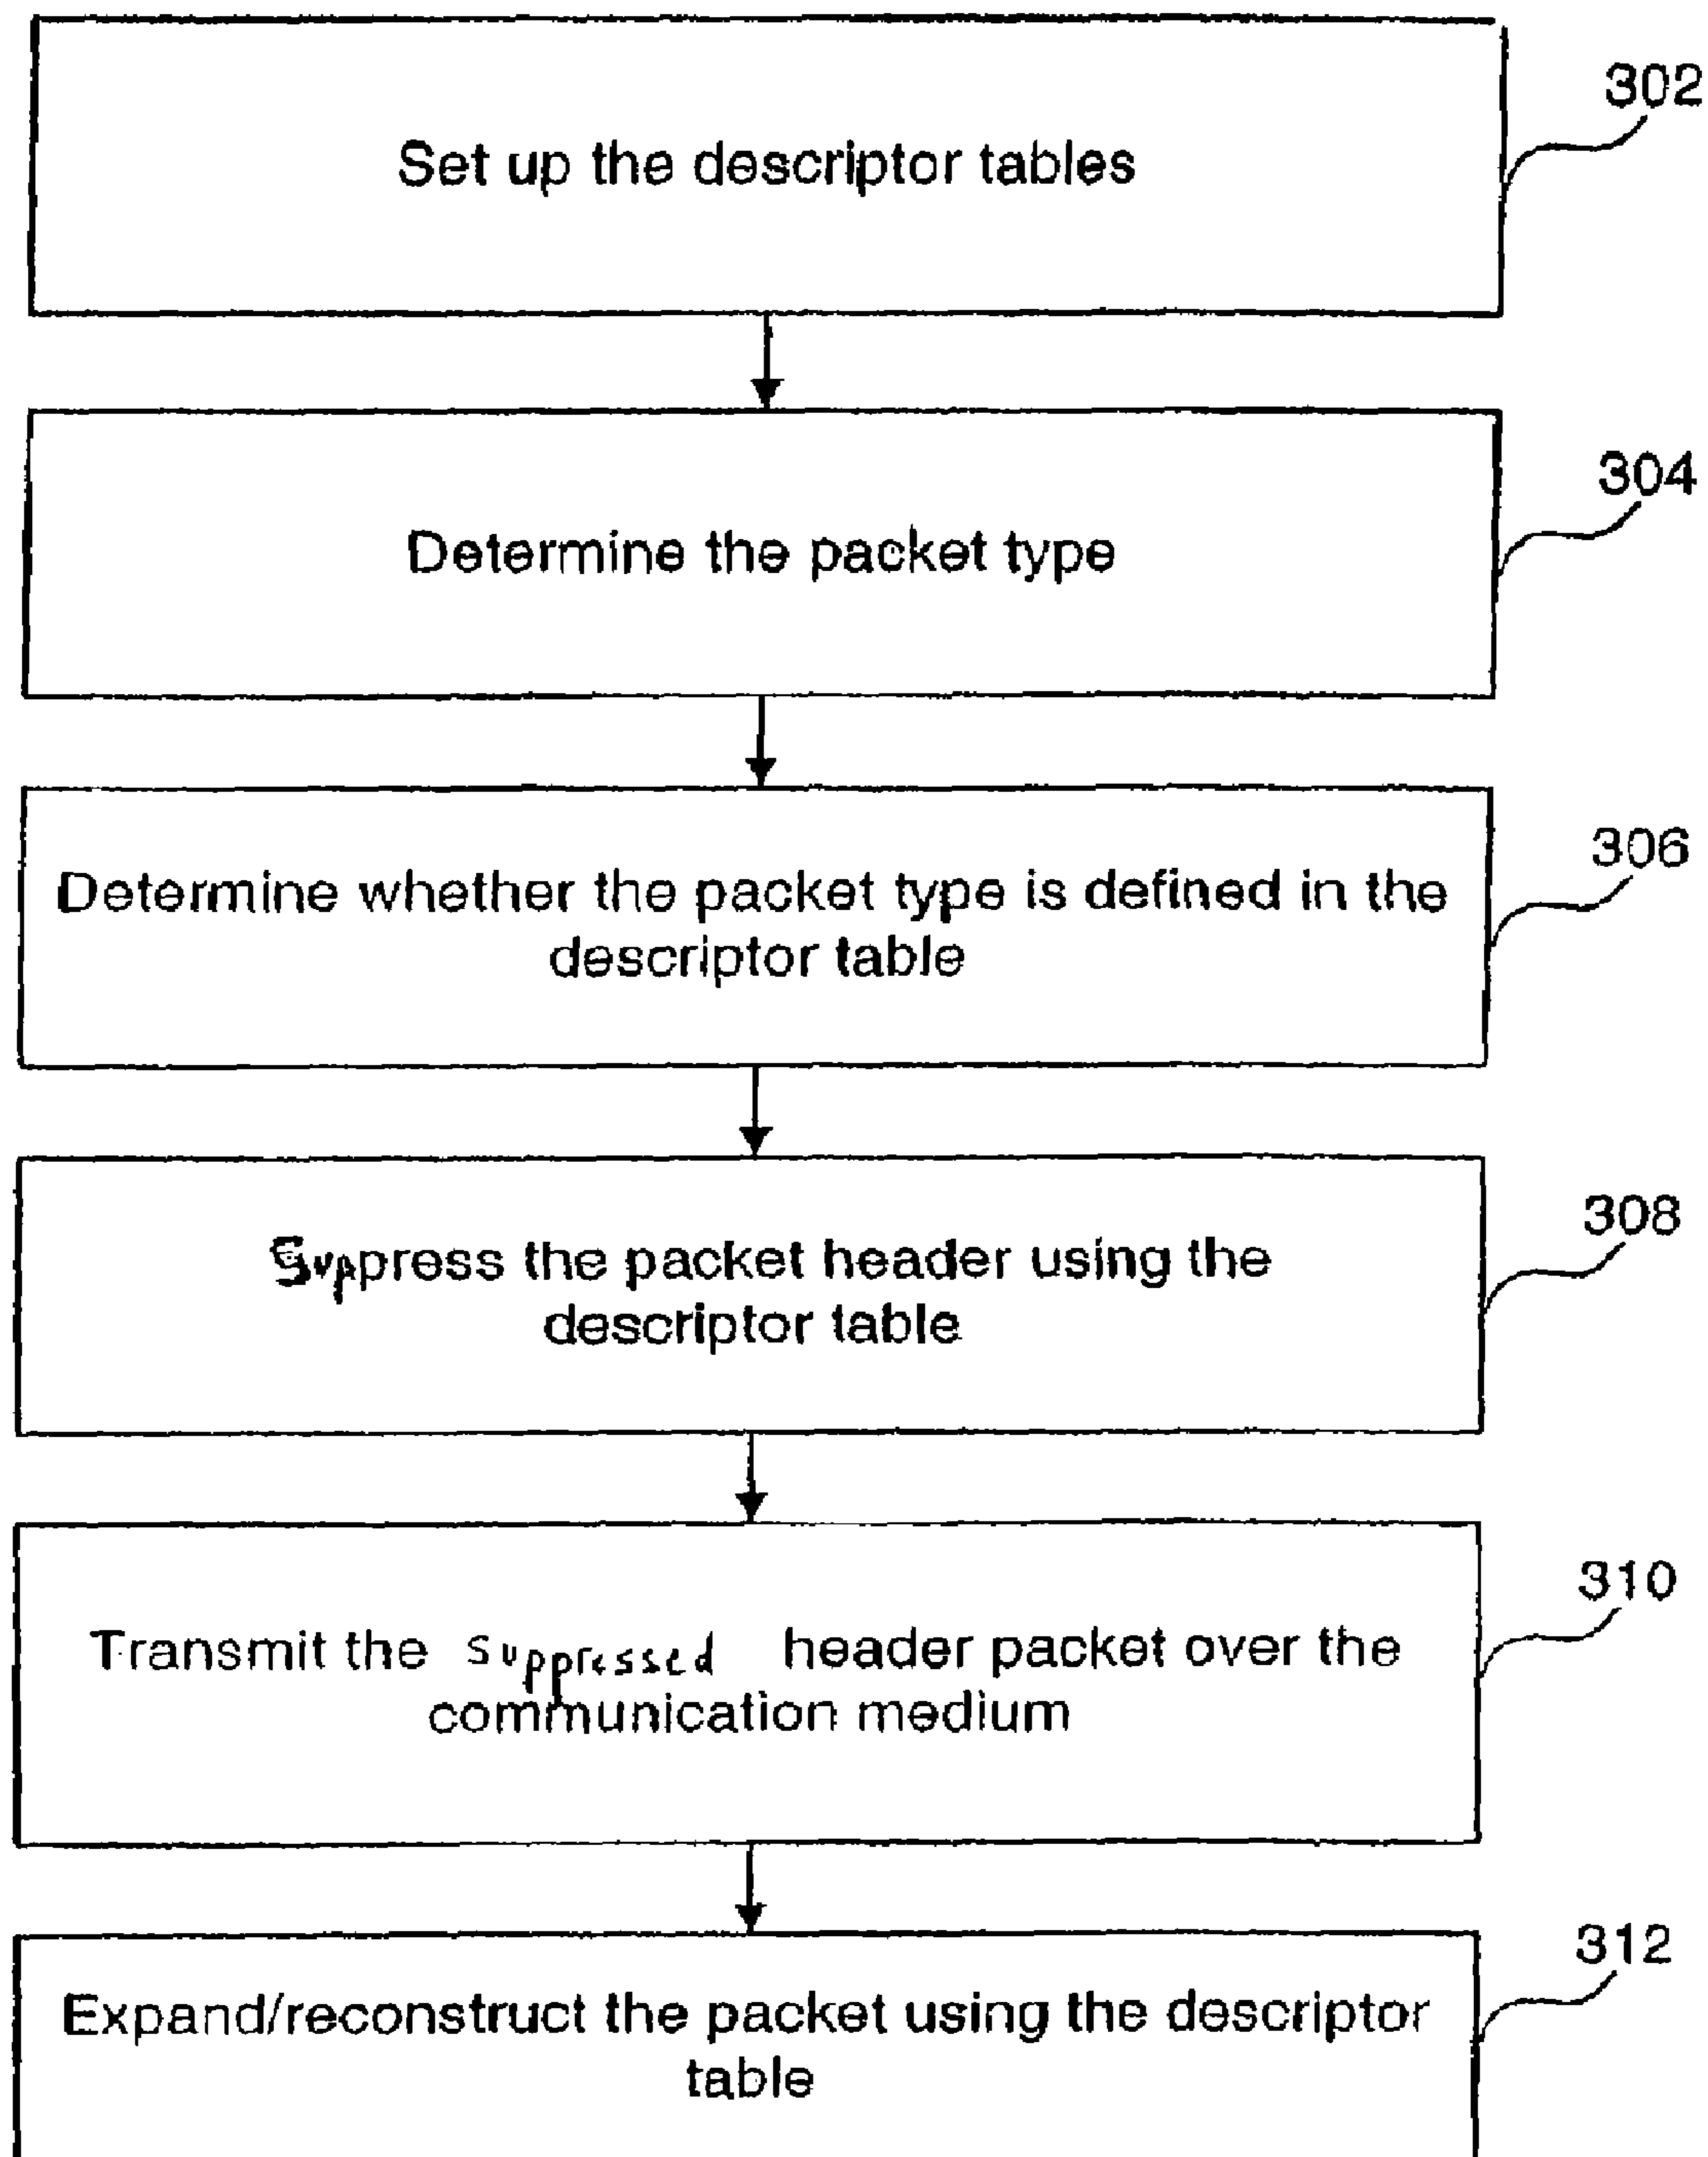 302
Set up the descriptor tables
304
Determine the packet type
306
Determine whether the packet type is defined in the
descriptor table
308
Suppress the packet header using the
descriptor table
310
Transmit the suppressed header packet over the
communication medium
312
Expand/reconstruct the packet using the descriptor
table